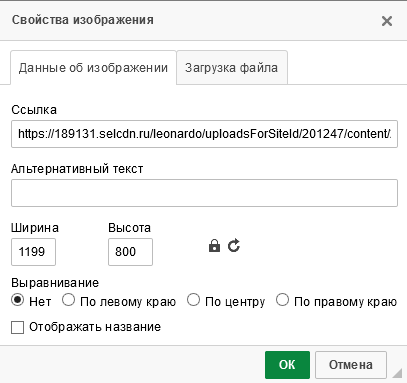 Свойства изображения
Данные об изображении Загрузка файла
Ссылка
https://189131.selcdn.ru/leonardo/uploadsForSiteId/201247/content/
Альтернативный текст
Ширина Высота
1199 800
Выравнивание
Нет По левому краю По центру По правому краю
Отображать название
ОК Отмена